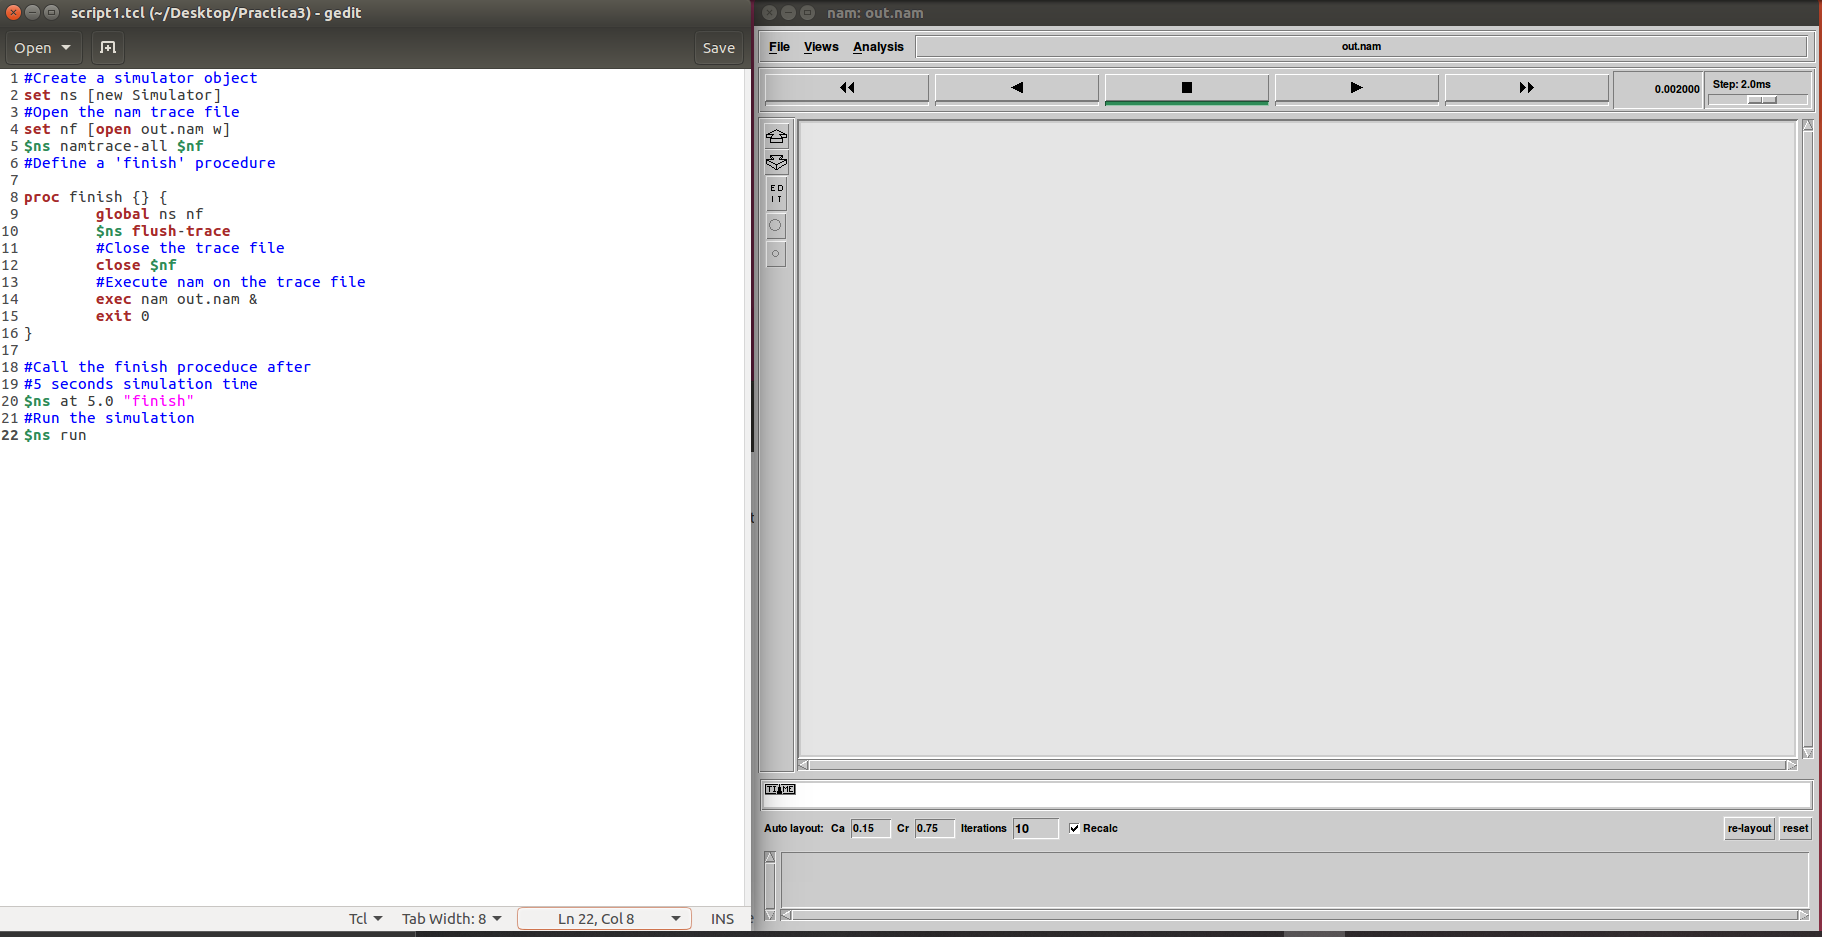 script1.tcl (~/Desktop/Practica3) - gedit
Open
Save
1 #Create a simulator object
2 set ns [new Simulator]
3 #Open the nam trace file
4 set nf [open out.nam w]
5 $ns namtrace-all $nf
6 #Define a 'finish' procedure
7
8 proc finish {} {
9 global ns nf
10 $ns flush-trace
11 #Close the trace file
12 close $nf
13 #Execute nam on the trace file
14 exec nam out.nam &
15 exit 0
16 }
17
18 #Call the finish proceduce after
19 #5 seconds simulation time
20 $ns at 5.0 "finish"
21 #Run the simulation
22 $ns run
Tcl Tab Width: 8 Ln 22, Col 8 INS
nam: out.nam
File Views Analysis out.nam
0.002000 Step: 2.0ms
ED
IT
TIME
Auto layout: Ca 0.15 Cr 0.75 Iterations 10 Recalc re-layout reset